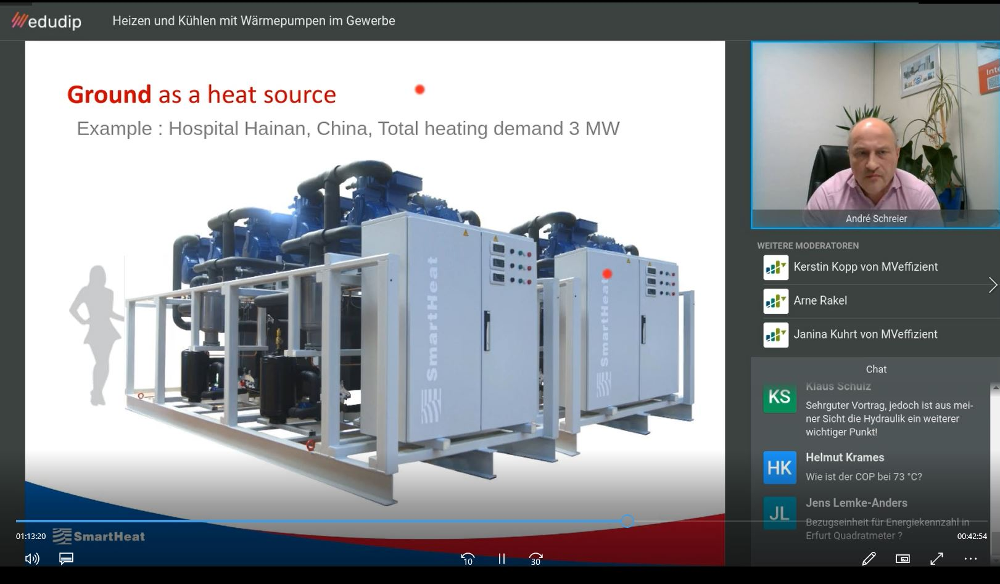 edudip
Heizen und Kühlen mit Wärmepumpen im Gewerbe
Ground as a heat source
Example : Hospital Hainan, China, Total heating demand 3 MW
SmartHeat
SmartHeat
Inte
André Schreier
WEITERE MODERATOREN
Kerstin Kopp von MVeffizient
Arne Rakel
Janina Kuhrt von MVeffizient
Chat
KS
Klaus Schulz
Sehrguter Vortrag, jedoch ist aus mei-
ner Sicht die Hydraulik ein weiterer
wichtiger Punkt!
HK
Helmut Krames
Wie ist der COP bei 73 °C?
JL
Jens Lemke-Anders
Bezugseinheit für Energiekennzahl in
Erfurt Quadratmeter ?
01:13:20
SmartHeat
00:42:54
10
30